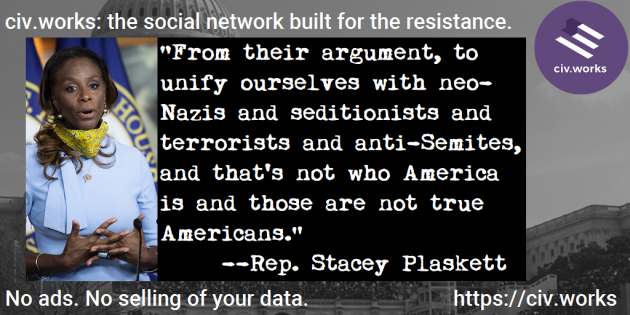 civ.works: the social network built for the resistance.
civ.works
"From their argument, to
unify ourselves with neo-
Nazis and seditionists and
terrorists and anti-Semites,
and that's not who America
is and those are not true
Americans."
--Rep. Stacey Plaskett
No ads. No selling of your data.
https://civ.works